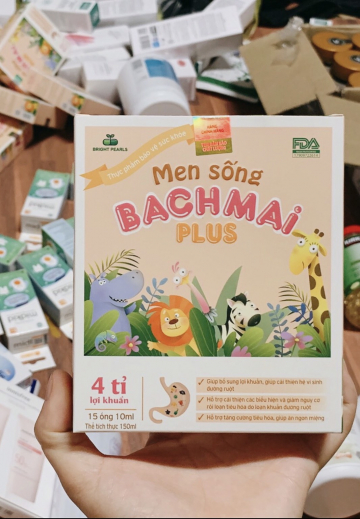 BRIGHT PEARLS
Thực phẩm bảo vệ sức khỏe
FDA
Men sống
BACHMAI
PLUS
4 tỉ
lợi khuẩn
15 ống 10ml
Thể tích thực 150ml
Giúp bổ sung lợi khuẩn, giúp cải thiện hệ vi sinh
đường ruột
Hỗ trợ cải thiện các biểu hiện và giảm nguy cơ
rối loạn tiêu hóa do loạn khuẩn đường ruột
Hỗ trợ tăng cường tiêu hóa, giúp ăn ngon miệng